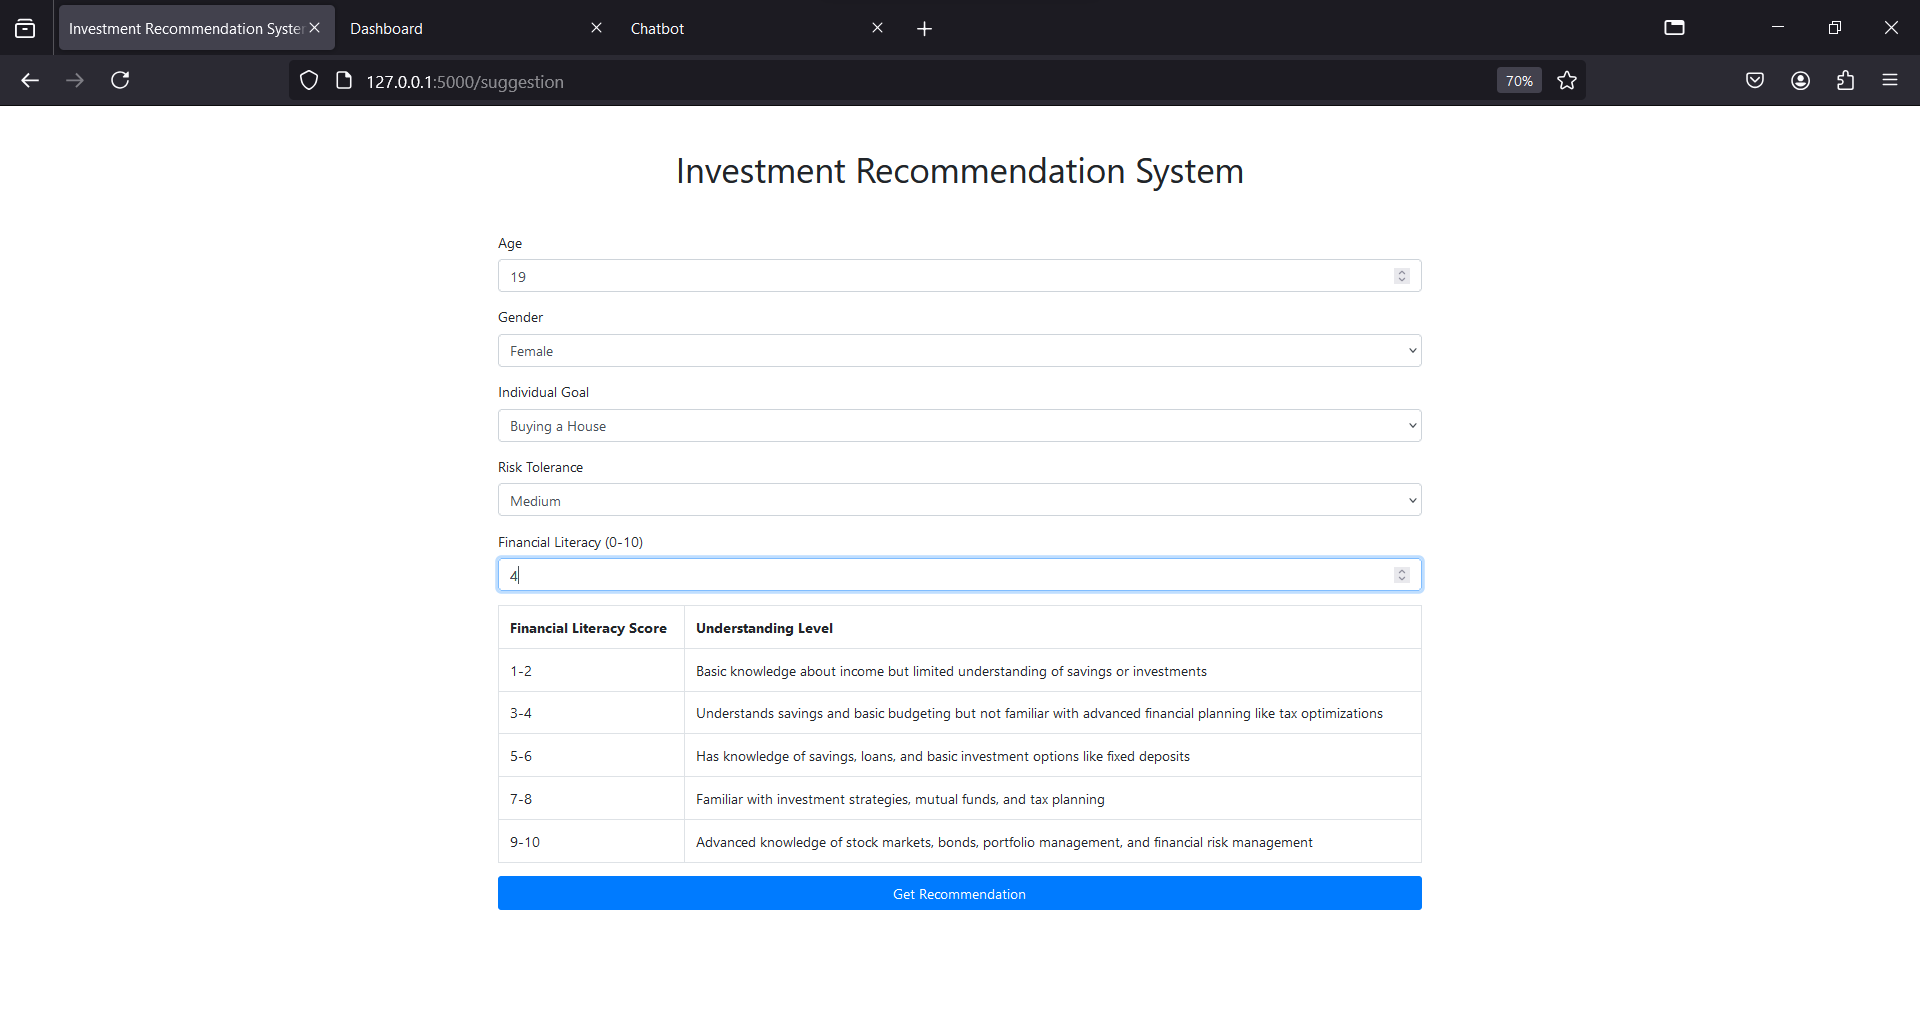 Investment Recommendation Syste
Dashboard
Chatbot
127.0.0.1:5000/suggestion
70%
Investment Recommendation System
Age
19
Gender
Female
Individual Goal
Buying a House
Risk Tolerance
Medium
Financial Literacy (0-10)
4
Financial Literacy Score Understanding Level
1-2 Basic knowledge about income but limited understanding of savings or investments
3-4 Understands savings and basic budgeting but not familiar with advanced financial planning like tax optimizations
5-6 Has knowledge of savings, loans, and basic investment options like fixed deposits
7-8 Familiar with investment strategies, mutual funds, and tax planning
9-10 Advanced knowledge of stock markets, bonds, portfolio management, and financial risk management
Get Recommendation